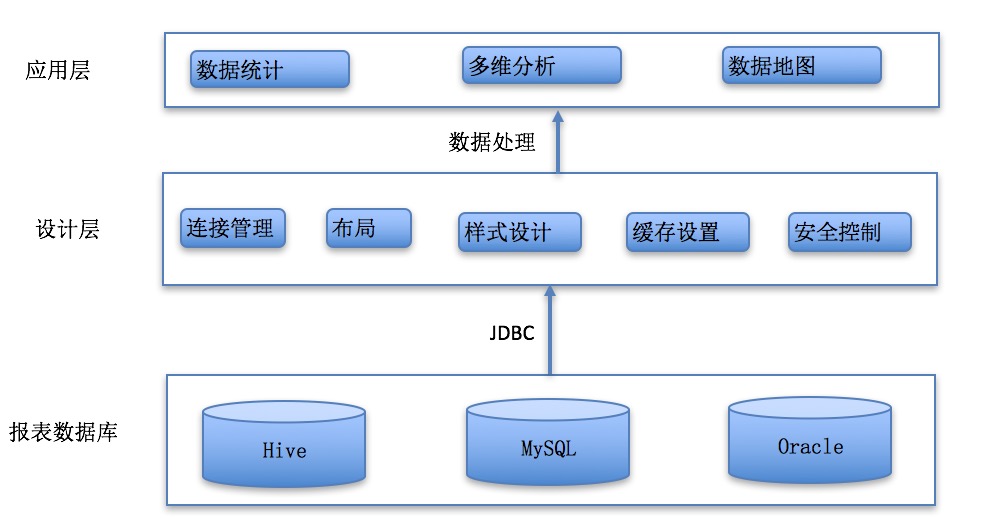 应用层
数据统计
多维分析
数据地图
数据处理
设计层
连接管理
布局
样式设计
缓存设置
安全控制
JDBC
报表数据库
Hive
MySQL
Oracle